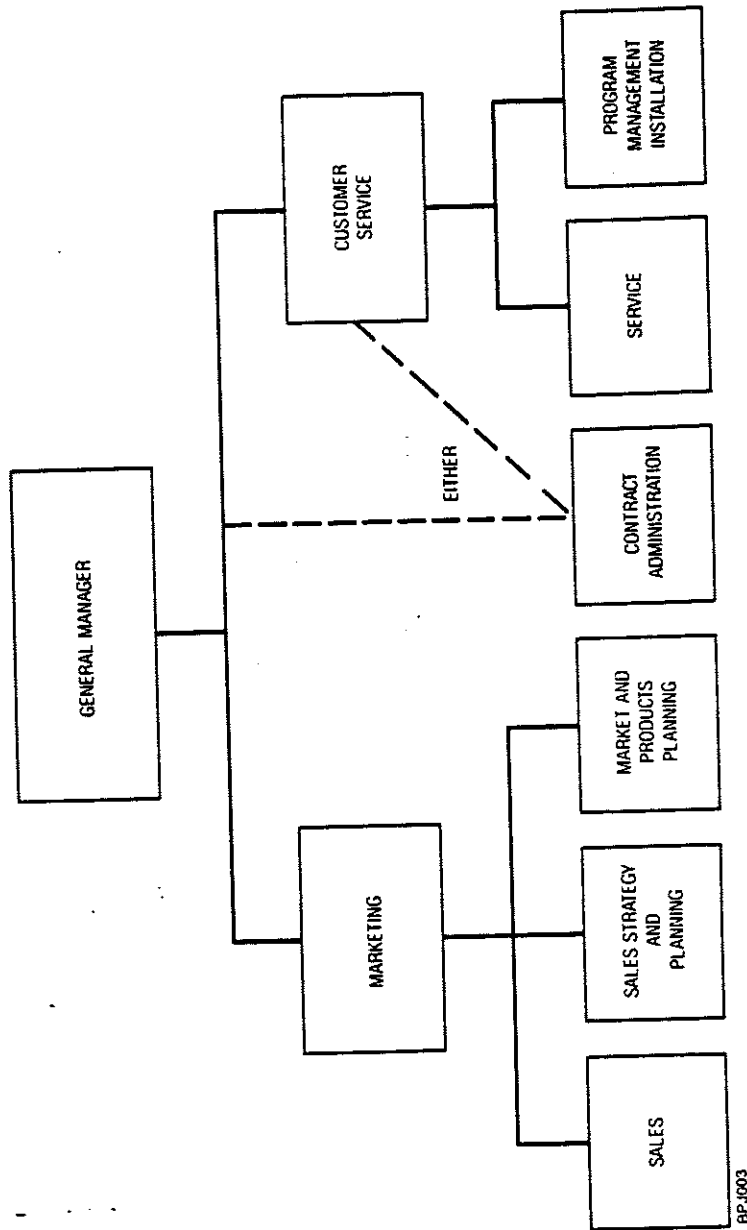 GENERAL MANAGER
MARKETING
CUSTOMER
SERVICE
EITHER
SALES
SALES STRATEGY
AND
PLANNING
MARKET AND
PRODUCTS
PLANNING
CONTRACT
ADMINISTRATION
SERVICE
PROGRAM
MANAGEMENT
INSTALLATION